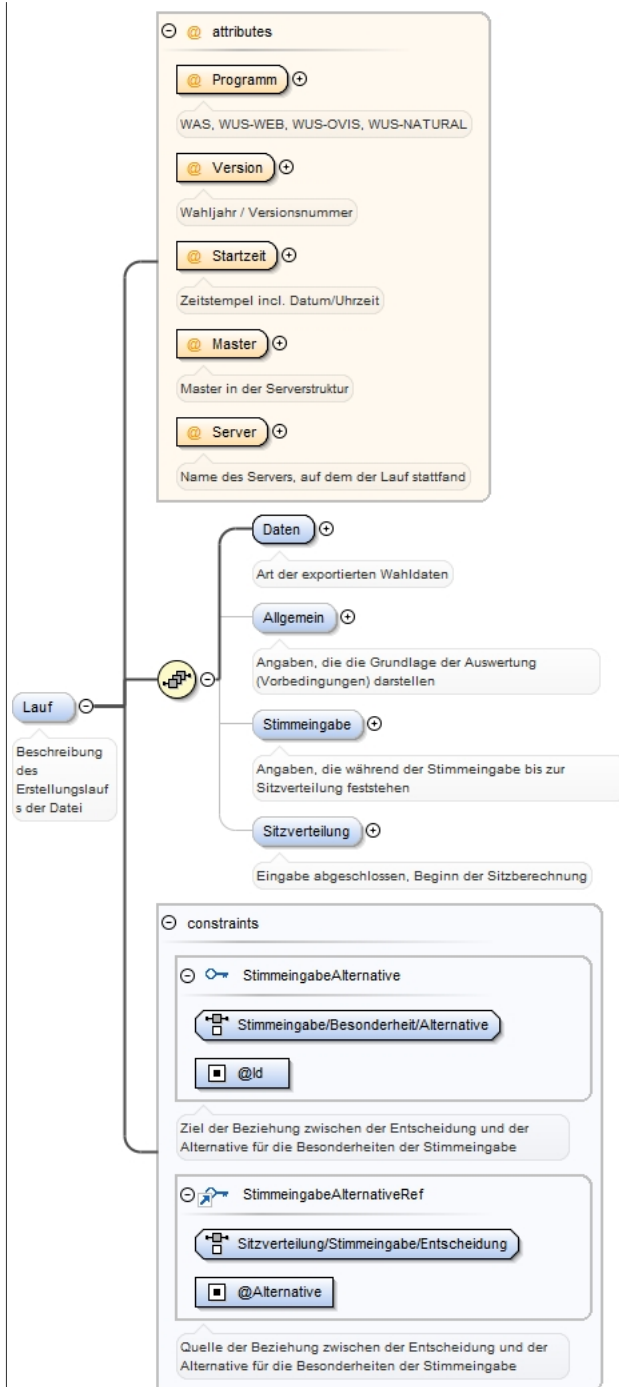 @ attributes
@ Programm
WAS, WUS-WEB, WUS-OVIS, WUS-NATURAL
@ Version
Wahljahr / Versionsnummer
@ Startzeit
Zeitstempel incl. Datum/Uhrzeit
@ Master
Master in der Serverstruktur
@ Server
Name des Servers, auf dem der Lauf stattfand
Daten
Art der exportierten Wahldaten
Allgemein
Angaben, die die Grundlage der Auswertung
(Vorbedingungen) darstellen
Lauf
Beschreibung
des
Erstellungslauf
s der Datei
Stimmeingabe
Angaben, die während der Stimmeingabe bis zur
Sitzverteilung feststehen
Sitzverteilung
Eingabe abgeschlossen, Beginn der Sitzberechnung
constraints
StimmeingabeAlternative
Stimmeingabe/Besonderheit/Alternative
@Id
Ziel der Beziehung zwischen der Entscheidung und der
Alternative für die Besonderheiten der Stimmeingabe
StimmeingabeAlternativeRef
Sitzverteilung/Stimmeingabe/Entscheidung
@Alternative
Quelle der Beziehung zwischen der Entscheidung und der
Alternative für die Besonderheiten der Stimmeingabe